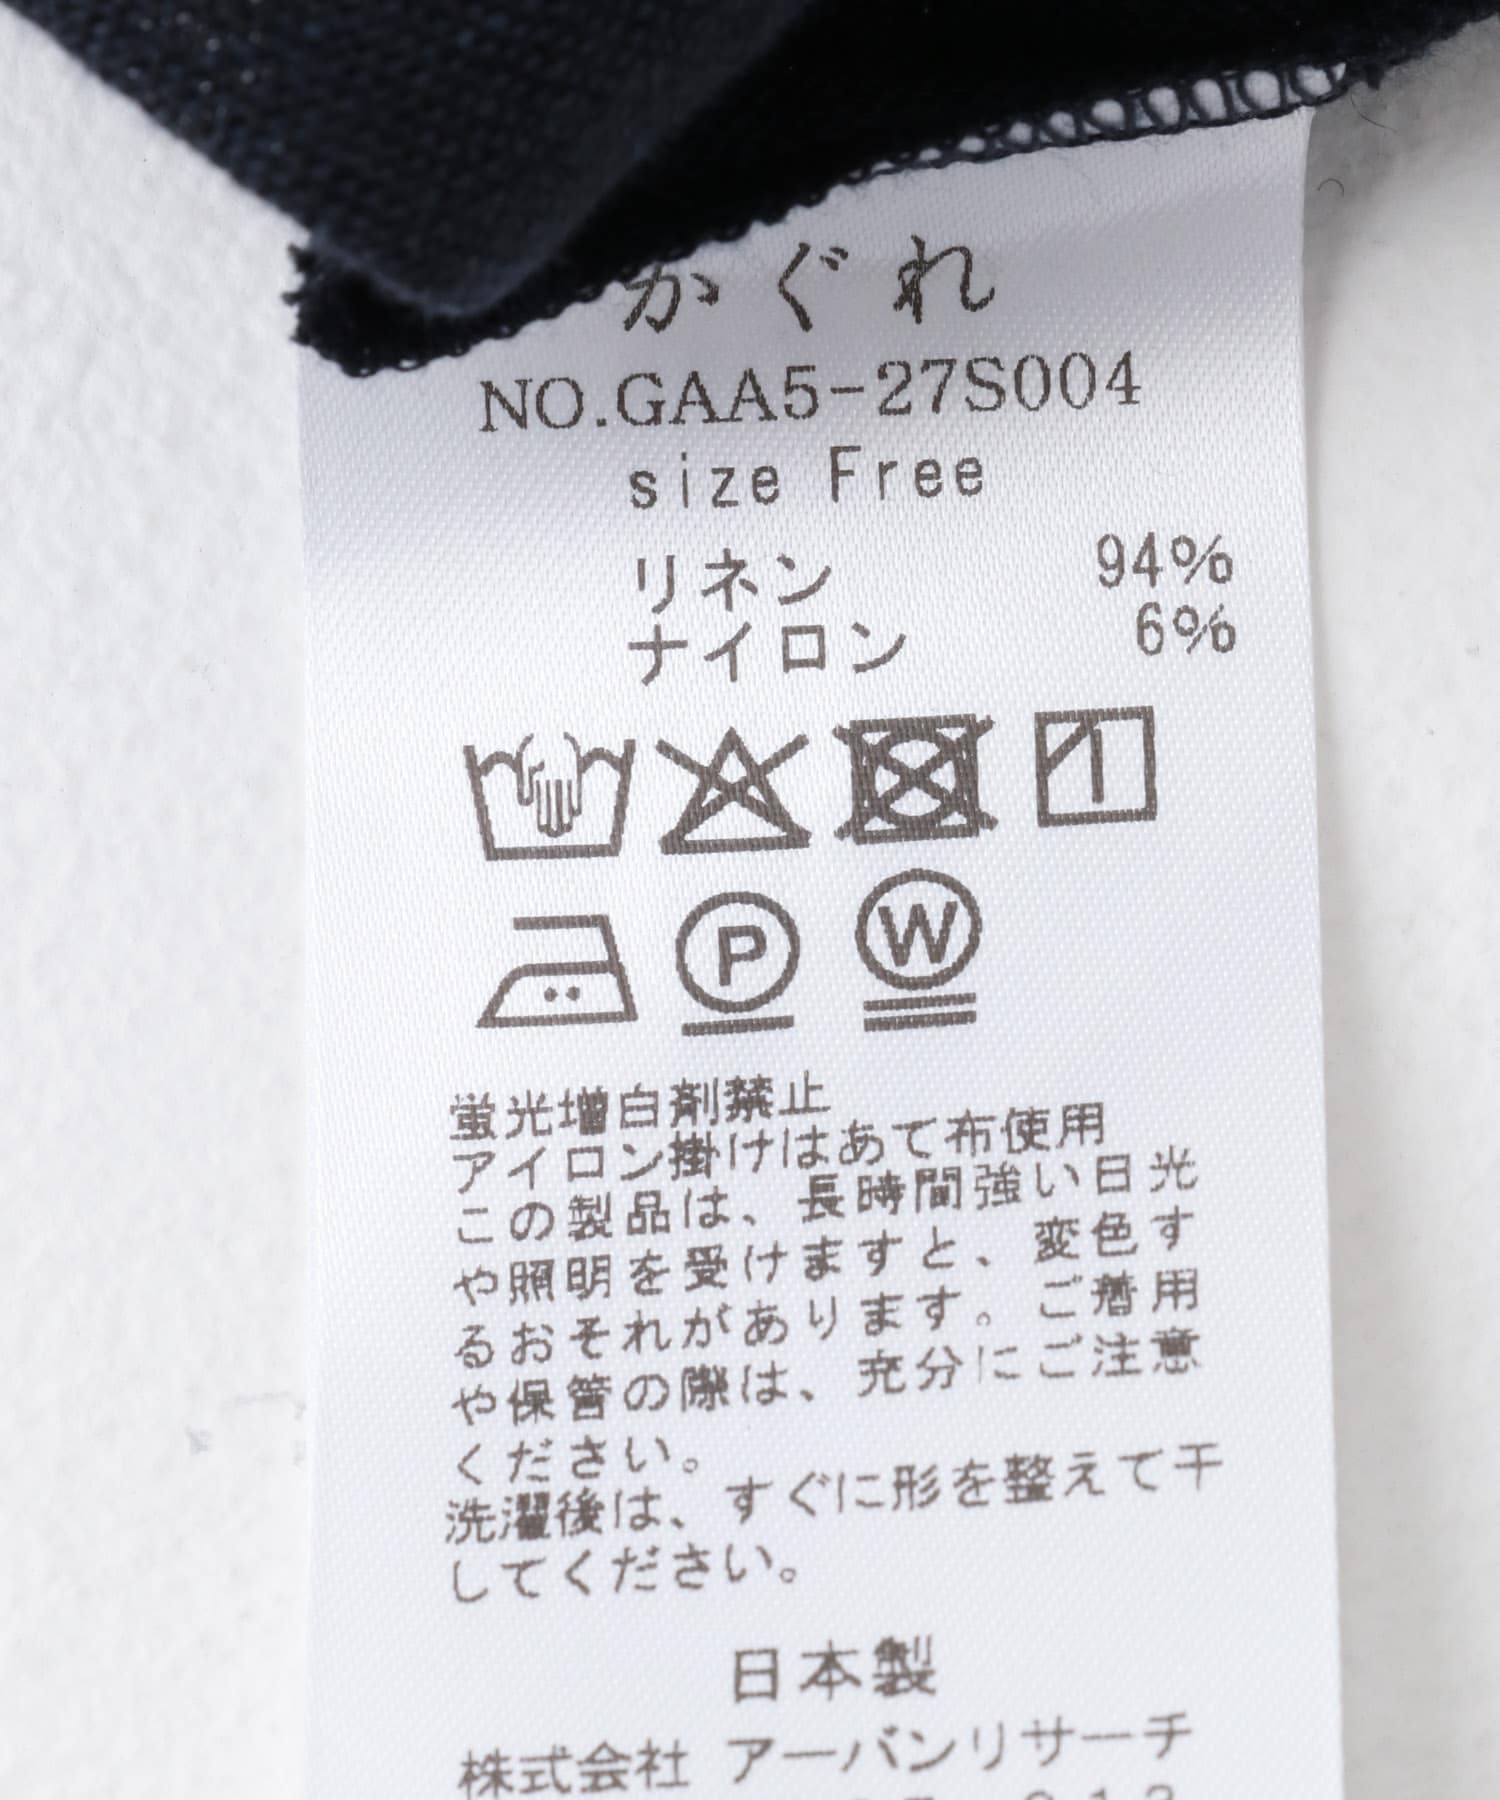 かぐれ
NO.GAA5-27S004
size Free
リネン 94%
ナイロン 6%
P W
蛍光増白剤禁止
アイロン掛けはあて布使用
この製品は、長時間強い日光
や照明を受けますと、変色す
るおそれがあります。ご着用
や保管の際は、充分にご注意
ください。
洗濯後は、すぐに形を整えて干
してください。
日本製
株式会社 アーバンリサーチ